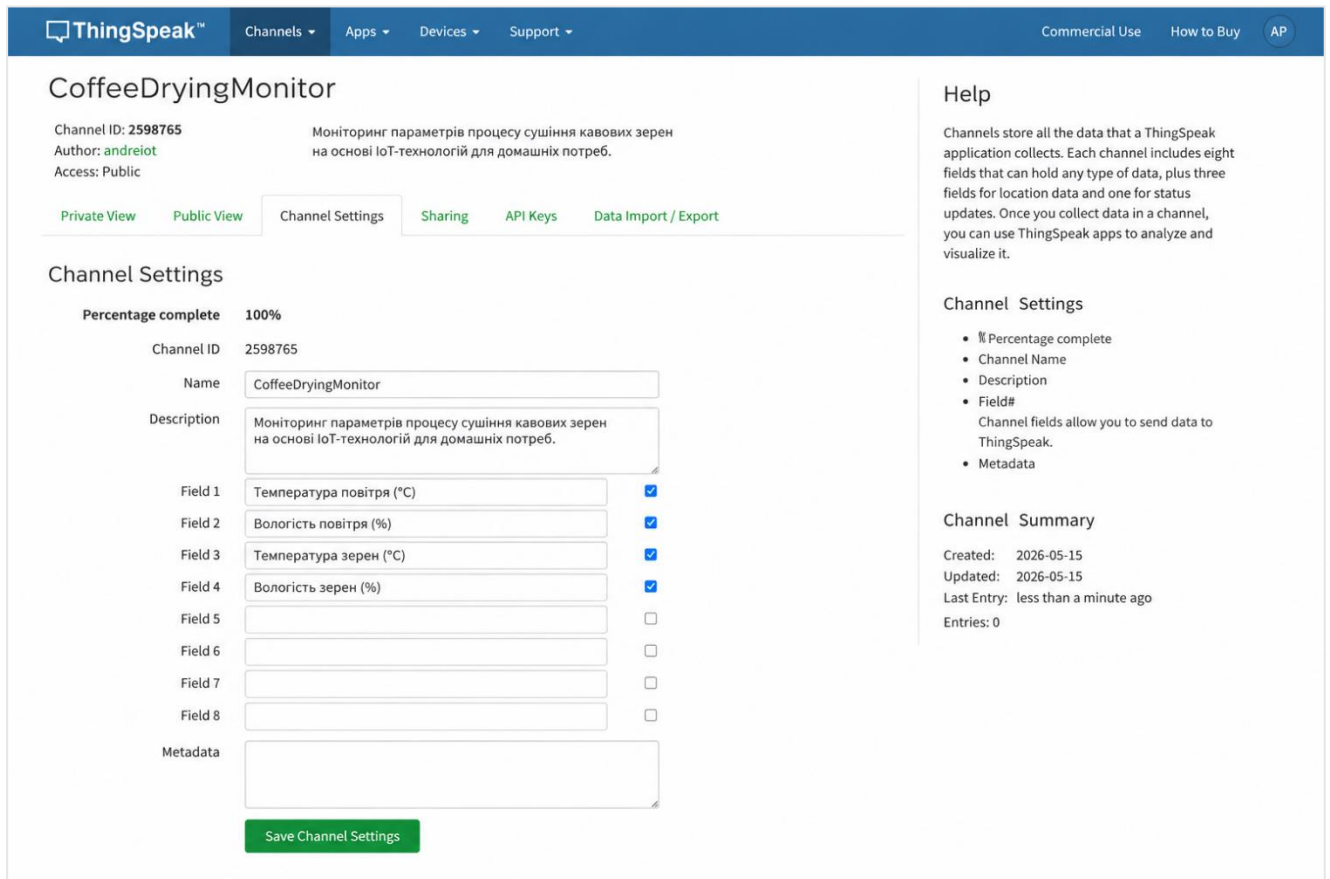 ThingSpeak™ Channels Apps Devices Support Commercial Use How to Buy AP
CoffeeDryingMonitor
Channel ID: 2598765
Author: andreiot
Access: Public
Моніторинг параметрів процесу сушіння кавових зерен
на основі IoT-технологій для домашніх потреб.
Private View Public View Channel Settings Sharing API Keys Data Import / Export
Channel Settings
Percentage complete 100%
Channel ID 2598765
Name CoffeeDryingMonitor
Description Моніторинг параметрів процесу сушіння кавових зерен
на основі IoT-технологій для домашніх потреб.
Field 1 Температура повітря (°C)
Field 2 Вологість повітря (%)
Field 3 Температура зерен (°C)
Field 4 Вологість зерен (%)
Field 5
Field 6
Field 7
Field 8
Metadata
Save Channel Settings
Help
Channels store all the data that a ThingSpeak
application collects. Each channel includes eight
fields that can hold any type of data, plus three
fields for location data and one for status
updates. Once you collect data in a channel,
you can use ThingSpeak apps to analyze and
visualize it.
Channel Settings
• % Percentage complete
• Channel Name
• Description
• Field#
Channel fields allow you to send data to
ThingSpeak.
• Metadata
Channel Summary
Created: 2026-05-15
Updated: 2026-05-15
Last Entry: less than a minute ago
Entries: 0